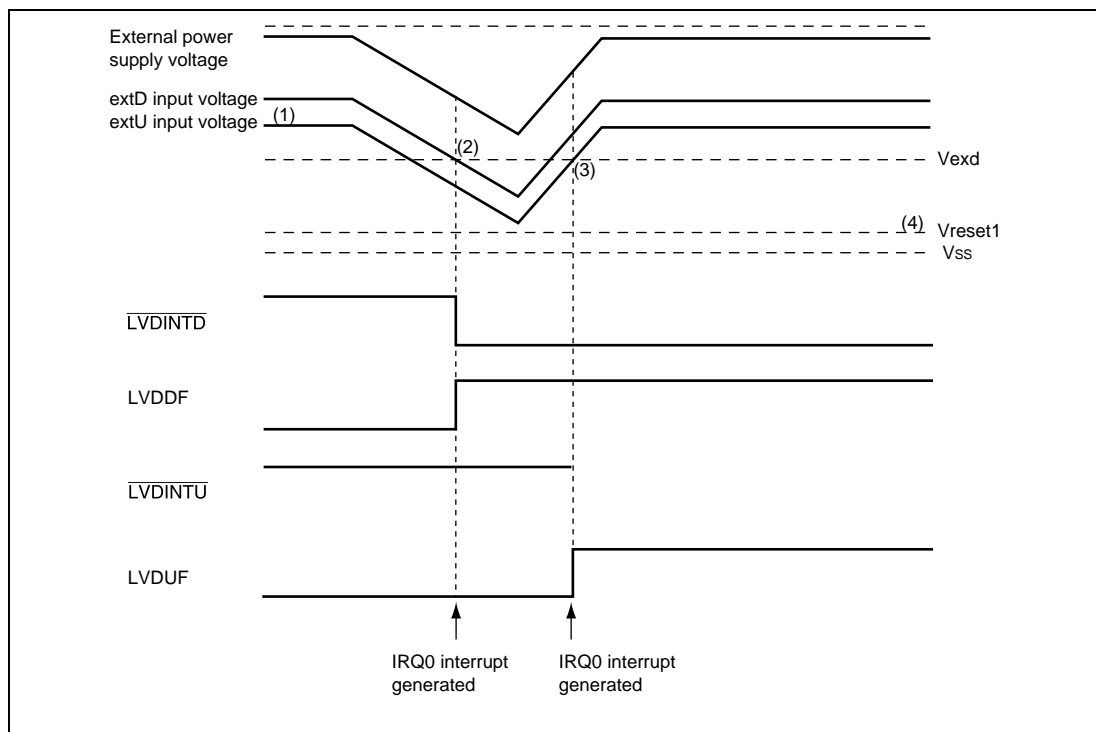 External power
supply voltage
extD input voltage
extU input voltage
(1)
(2)
(3)
Vexd
(4)
Vreset1
Vss
LVDINTD
LVDDF
LVDINTU
LVDUF
IRQ0 interrupt
generated
IRQ0 interrupt
generated